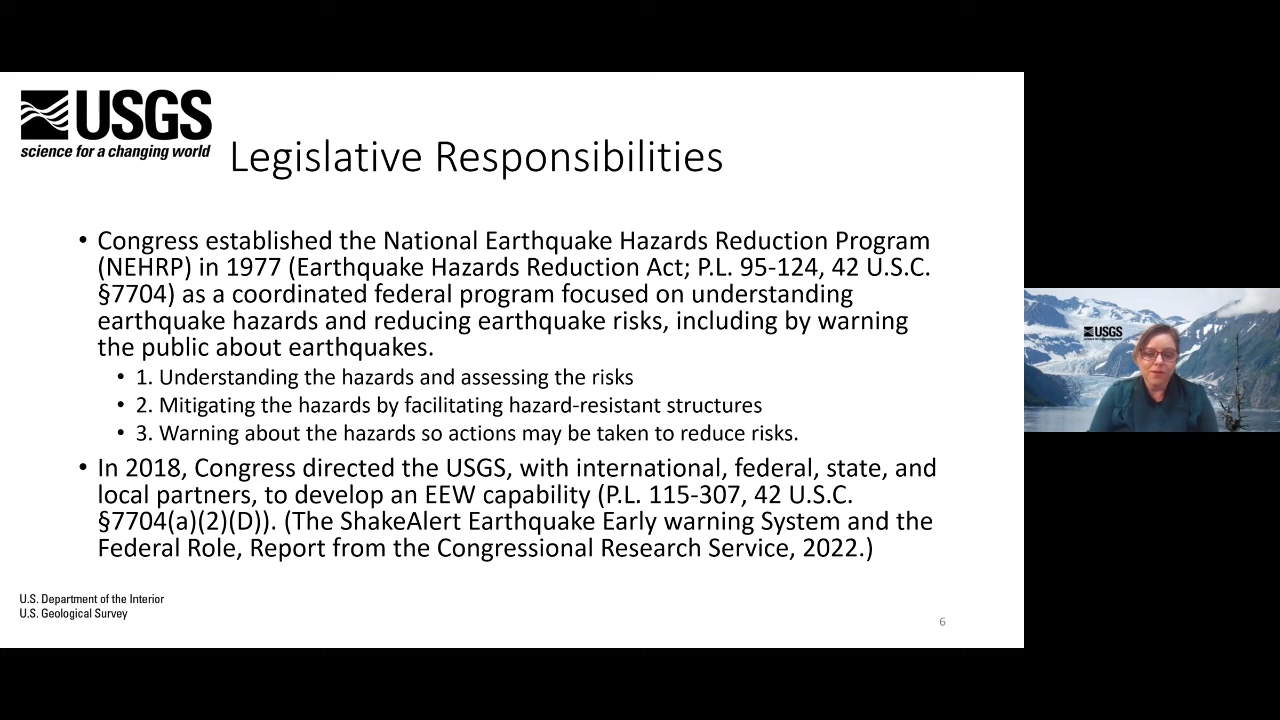 USGS
science for a changing world
Legislative Responsibilities
• Congress established the National Earthquake Hazards Reduction Program
(NEHRP) in 1977 (Earthquake Hazards Reduction Act; P.L. 95-124, 42 U.S.C.
§7704) as a coordinated federal program focused on understanding
earthquake hazards and reducing earthquake risks, including by warning
the public about earthquakes.
• 1. Understanding the hazards and assessing the risks
• 2. Mitigating the hazards by facilitating hazard-resistant structures
• 3. Warning about the hazards so actions may be taken to reduce risks.
• In 2018, Congress directed the USGS, with international, federal, state, and
local partners, to develop an EEW capability (P.L. 115-307, 42 U.S.C.
§7704(a)(2)(D)). (The ShakeAlert Earthquake Early warning System and the
Federal Role, Report from the Congressional Research Service, 2022.)
U.S. Department of the Interior
U.S. Geological Survey
6
USGS